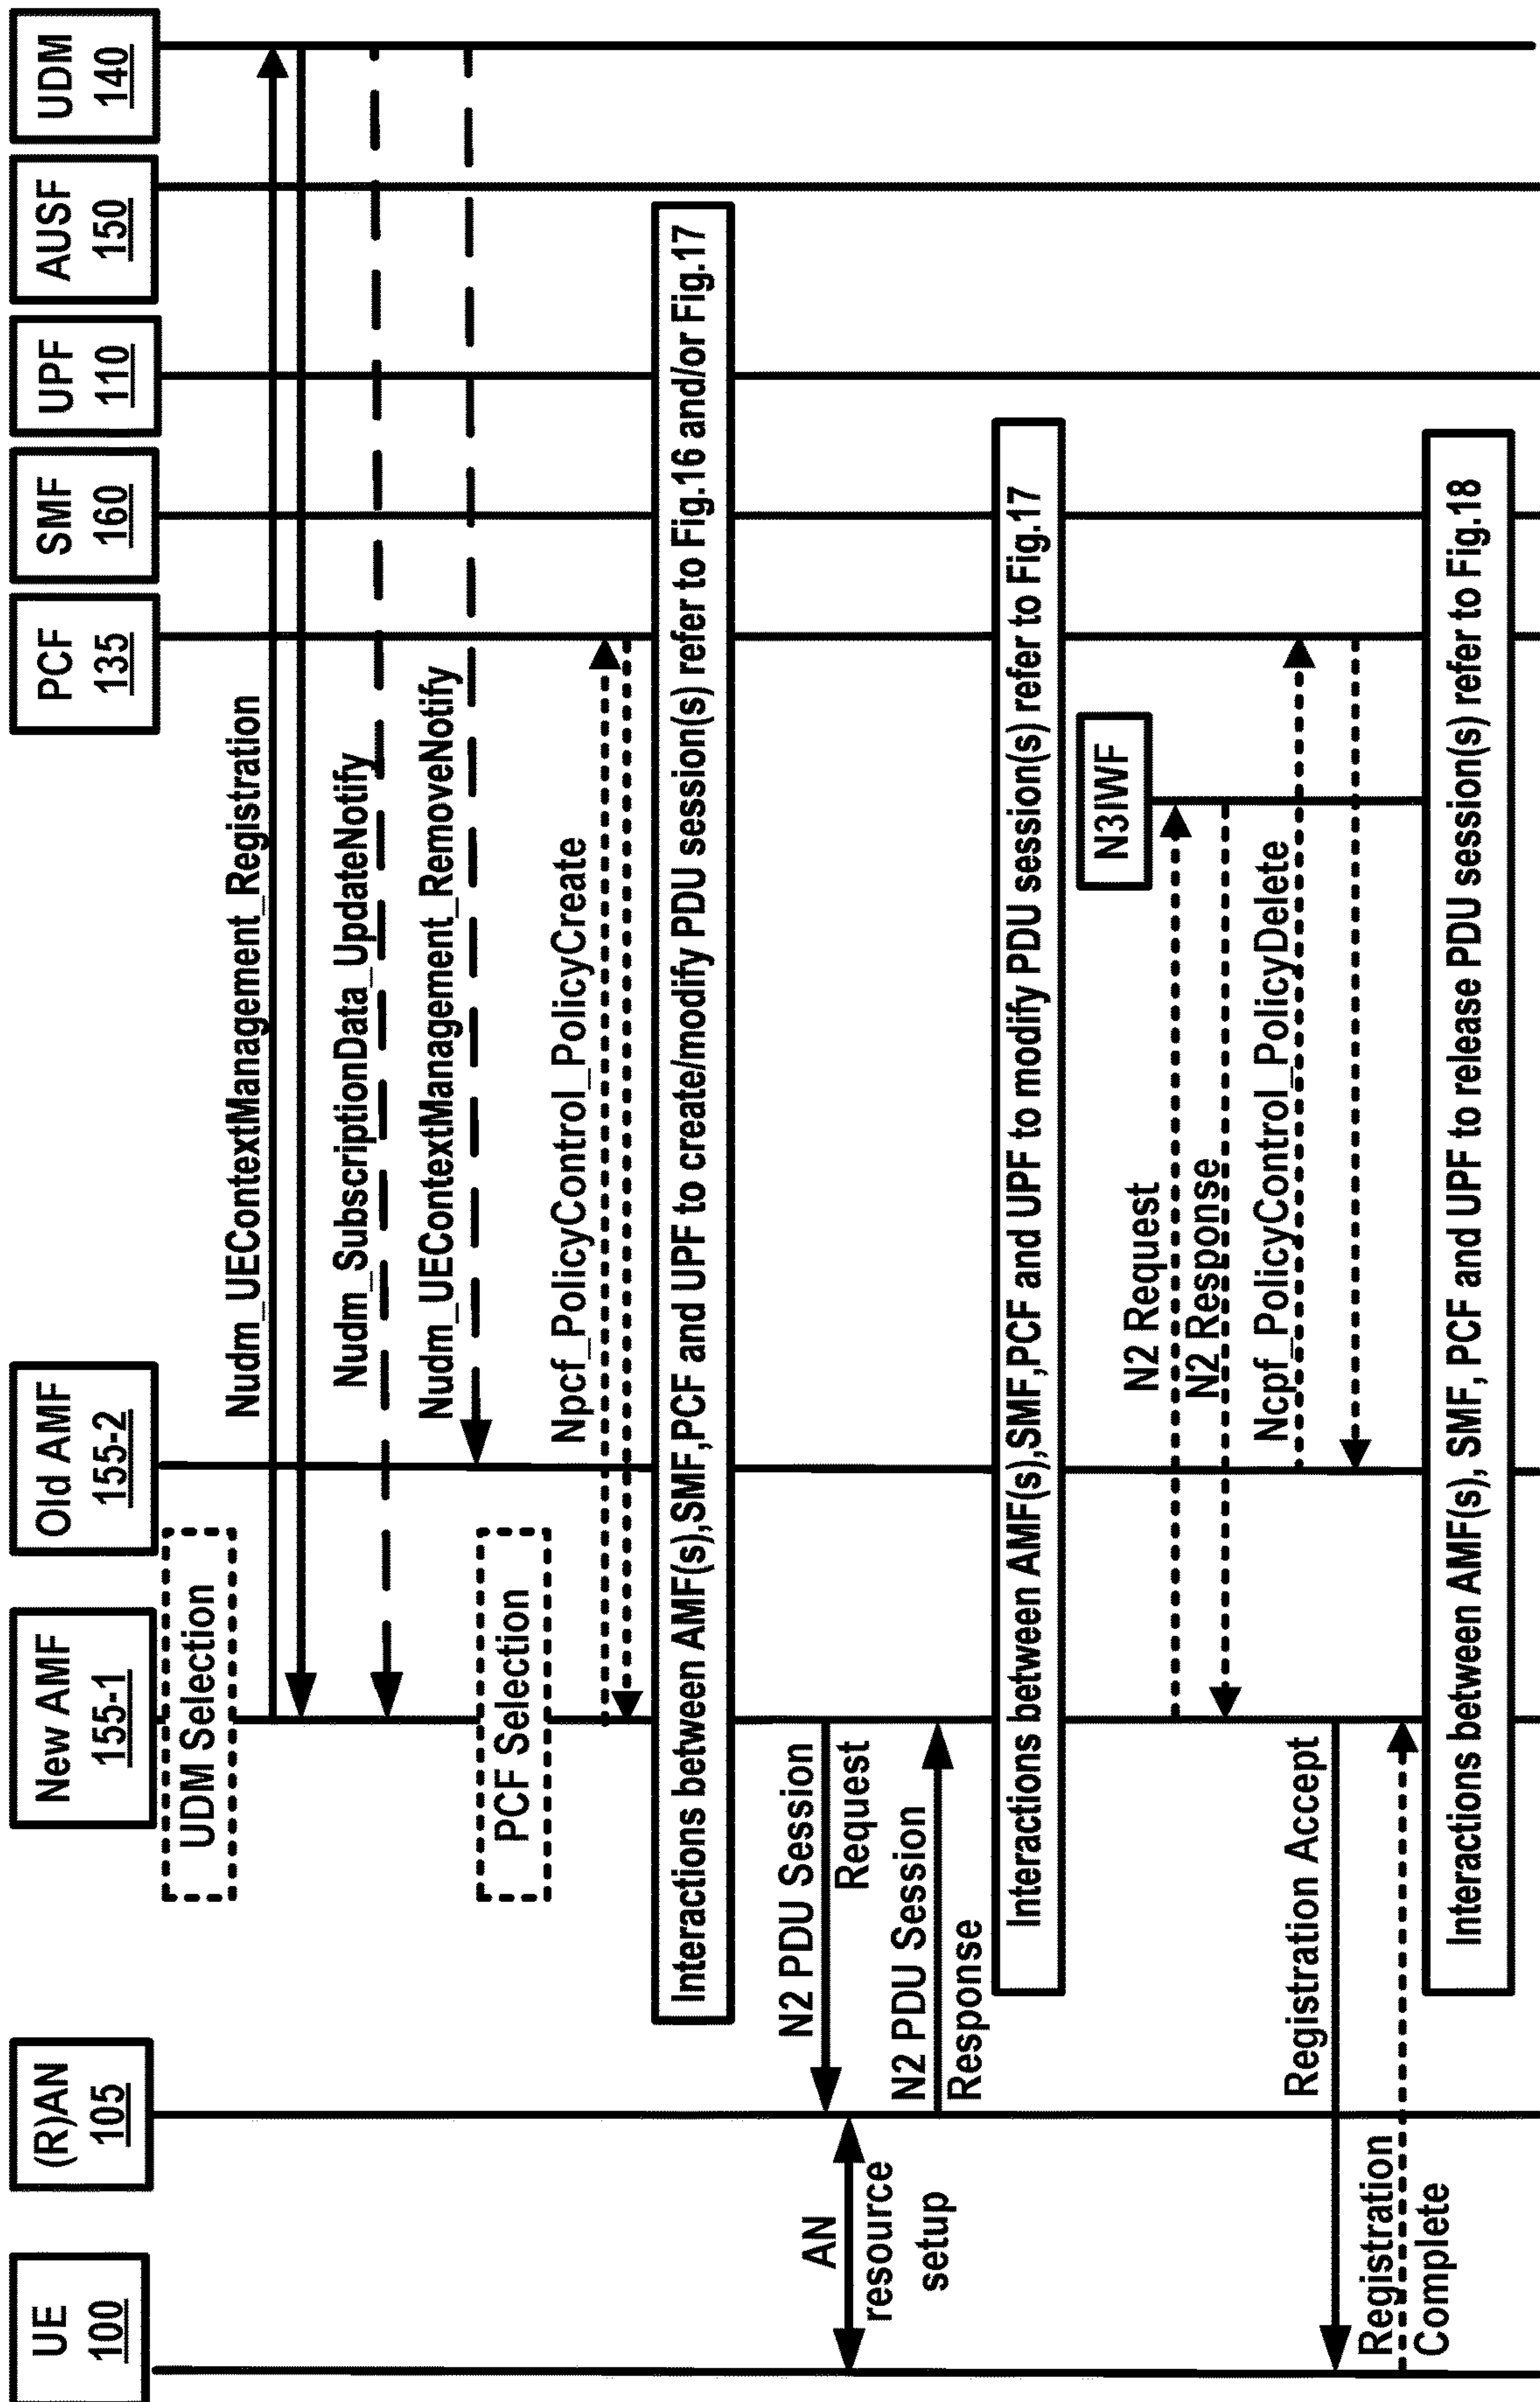 UE
100
(R)AN
105
New AMF
155-1
Old AMF
155-2
PCF
135
SMF
160
UPF
110
AUSF
150
UDM
140
UDM Selection
Nudm_UEContextManagement_Registration
Nudm_SubscriptionData_UpdateNotify
Nudm_UEContextManagement_RemoveNotify
PCF Selection
Npcf_PolicyControl_PolicyCreate
Interactions between AMF(s),SMF,PCF and UPF to create/modify PDU session(s) refer to Fig.16 and/or Fig.17
N2 PDU Session
Request
AN
resource
setup
N2 PDU Session
Response
Interactions between AMF(s),SMF,PCF and UPF to modify PDU session(s) refer to Fig.17
N3IWF
N2 Request
N2 Response
Ncpf_PolicyControl_PolicyDelete
Registration Accept
Registration
Complete
Interactions between AMF(s), SMF, PCF and UPF to release PDU session(s) refer to Fig.18